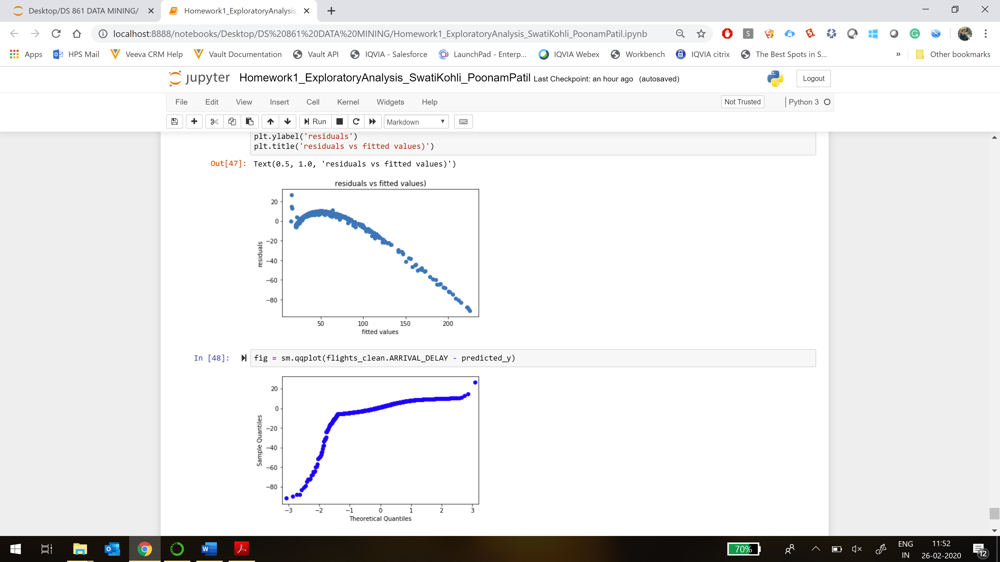 Desktop/DS 861 DATA MINING/
Homework1_ExploratoryAnalysis_
localhost:8888/notebooks/Desktop/DS%20861%20DATA%20MINING/Homework1_ExploratoryAnalysis_SwatiKohli_PoonamPatil.ipynb
Apps HPS Mail Veeva CRM Help Vault Documentation Vault API IQVIA - Salesforce LaunchPad - Enterp... IQVIA Webex Workbench IQVIA citrix The Best Spots in S... » Other bookmarks
jupyter Homework1_ExploratoryAnalysis_SwatiKohli_PoonamPatil Last Checkpoint: an hour ago (autosaved) Logout
File Edit View Insert Cell Kernel Widgets Help Not Trusted Python 3
Run Markdown
plt.ylabel('residuals')
plt.title('residuals vs fitted values)')
Out[47]: Text(0.5, 1.0, 'residuals vs fitted values)')
residuals vs fitted values)
20
0
−20
−40
−60
−80
residuals
50 100 150 200
fitted values
In [48]: fig = sm.qqplot(flights_clean.ARRIVAL_DELAY - predicted_y)
20
0
−20
−40
−60
−80
Sample Quantiles
−3 −2 −1 0 1 2 3
Theoretical Quantiles
70%
ENG
IN
11:52
26-02-2020
12